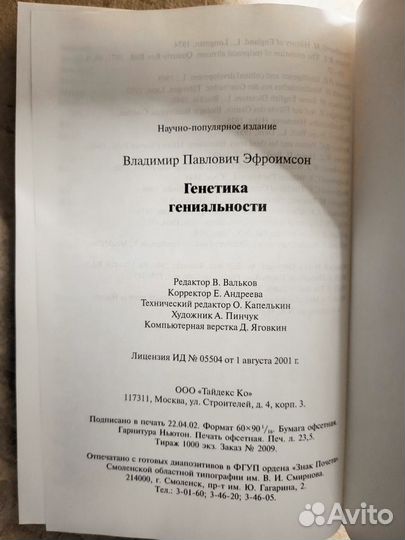 Научно-популярное издание
Владимир Павлович Эфроимсон
Генетика
гениальности
Редактор В. Вальков
Корректор Е. Андреева
Технический редактор О. Капелькин
Художник А. Пинчук
Компьютерная верстка Д. Яговкин
Лицензия ИД № 05504 от 1 августа 2001 г.
ООО «Тайдекс Ко»
117311, Москва, ул. Строителей, д. 4, корп. 3.
Подписано в печать 22.04.02. Формат 60×90 1/16. Бумага офсетная.
Гарнитура Ньютон. Печать офсетная. Печ. л. 23,5.
Тираж 1000 экз. Заказ № 2009.
Отпечатано с готовых диапозитивов в ФГУП ордена «Знак Почета»
Смоленской областной типографии им. В. И. Смирнова.
214000, г. Смоленск, пр-т им. Ю. Гагарина, 2.
Тел.: 3-01-60; 3-46-20; 3-46-05.
Avito